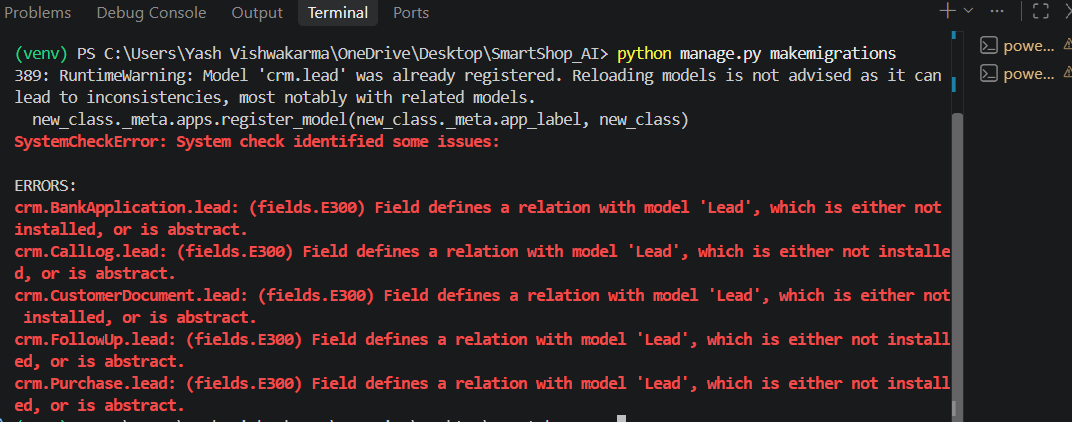 Problems Debug Console Output Terminal Ports
(venv) PS C:\Users\Yash Vishwakarma\OneDrive\Desktop\SmartShop_AI> python manage.py makemigrations
389: RuntimeWarning: Model 'crm.lead' was already registered. Reloading models is not advised as it can
lead to inconsistencies, most notably with related models.
new_class._meta.apps.register_model(new_class._meta.app_label, new_class)
SystemCheckError: System check identified some issues:
ERRORS:
crm.BankApplication.lead: (fields.E300) Field defines a relation with model 'Lead', which is either not
installed, or is abstract.
crm.CallLog.lead: (fields.E300) Field defines a relation with model 'Lead', which is either not installe
d, or is abstract.
crm.CustomerDocument.lead: (fields.E300) Field defines a relation with model 'Lead', which is either not
installed, or is abstract.
crm.FollowUp.lead: (fields.E300) Field defines a relation with model 'Lead', which is either not install
ed, or is abstract.
crm.Purchase.lead: (fields.E300) Field defines a relation with model 'Lead', which is either not install
ed, or is abstract.
powe...
powe...